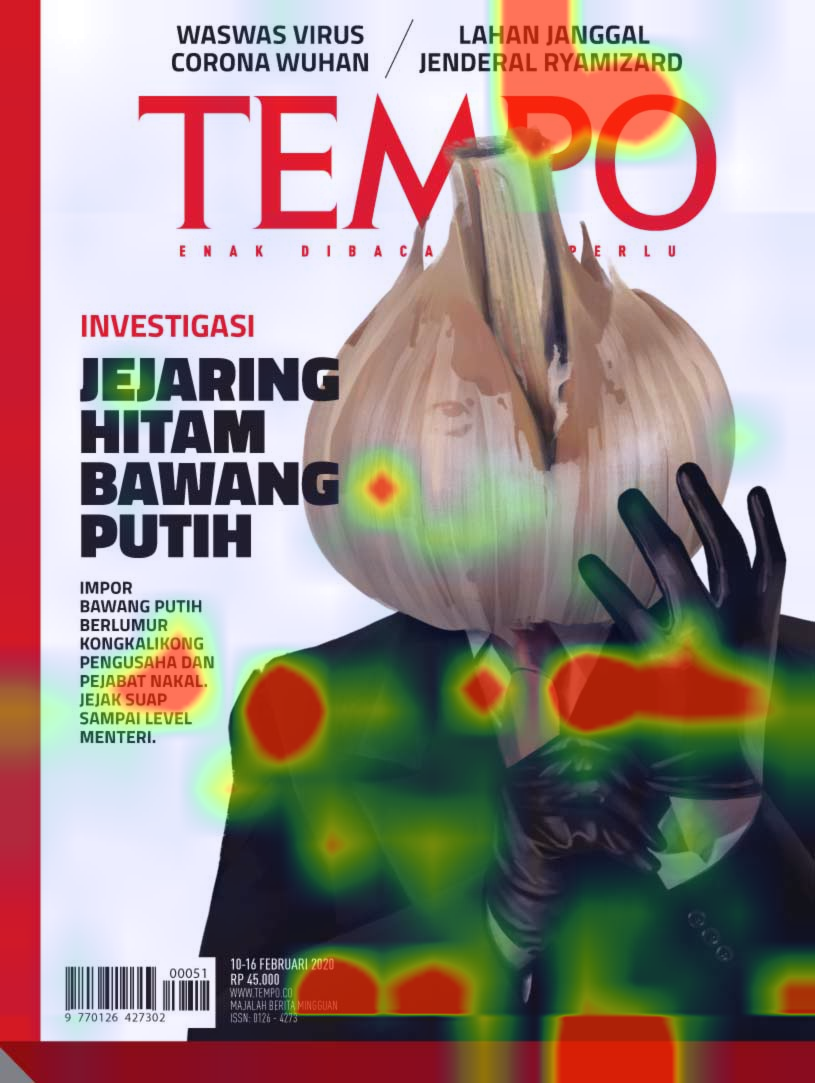 WASWAS VIRUS
CORONA WUHAN
LAHAN JANGGAL
JENDERAL RYAMIZARD
TEMPO
ENAK DIBACA PERLU
INVESTIGASI
JEJARING
HITAM
BAWANG
PUTIH
IMPOR
BAWANG PUTIH
BERLUMUR
KONGKALIKONG
PENGUSAHA DAN
PEJABAT NAKAL.
JEJAK SUAP
SAMPAI LEVEL
MENTERI.
00051
9 770126 427302
10-16 FEBRUARI 2020
RP 45.000
WWW.TEMPO.CO
MAJALAH BERITA MINGGUAN
ISSN: 0126 - 4273